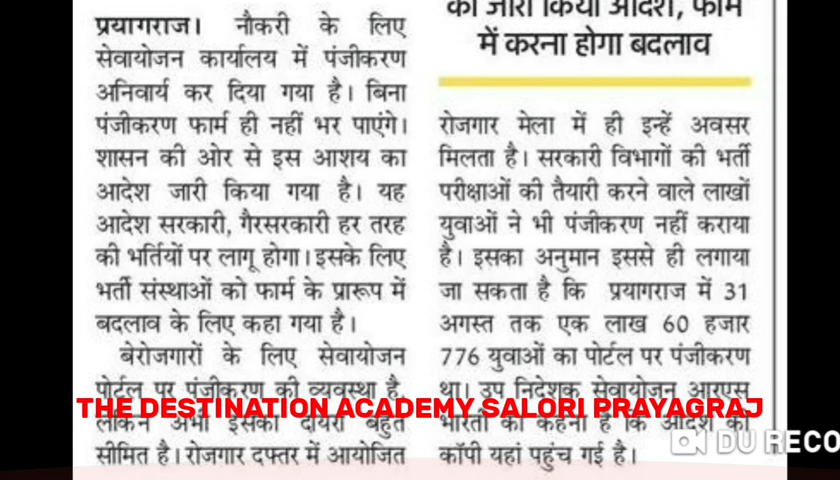 प्रयागराज। नौकरी के लिए
सेवायोजन कार्यालय में पंजीकरण
अनिवार्य कर दिया गया है। बिना
पंजीकरण फार्म ही नहीं भर पाएंगे।
शासन की ओर से इस आशय का
आदेश जारी किया गया है। यह
आदेश सरकारी, गैरसरकारी हर तरह
की भर्तियों पर लागू होगा। इसके लिए
भर्ती संस्थाओं को फार्म के प्रारूप में
बदलाव के लिए कहा गया है।
बेरोजगारों के लिए सेवायोजन
पोर्टल पर पंजीकरण की व्यवस्था है,
लेकिन अभी इसका दायरा बहुत
सीमित है। रोजगार दफ्तर में आयोजित
को जारी किया आदेश, फार्म
में करना होगा बदलाव
रोजगार मेला में ही इन्हें अवसर
मिलता है। सरकारी विभागों की भर्ती
परीक्षाओं की तैयारी करने वाले लाखों
युवाओं ने भी पंजीकरण नहीं कराया
है। इसका अनुमान इससे ही लगाया
जा सकता है कि प्रयागराज में 31
अगस्त तक एक लाख 60 हजार
776 युवाओं का पोर्टल पर पंजीकरण
था। उप निदेशक सेवायोजन आरएस
भारती का कहना है कि आदेश की
कॉपी यहां पहुंच गई है।
THE DESTINATION ACADEMY SALORI PRAYAGRAJ
DU RECO